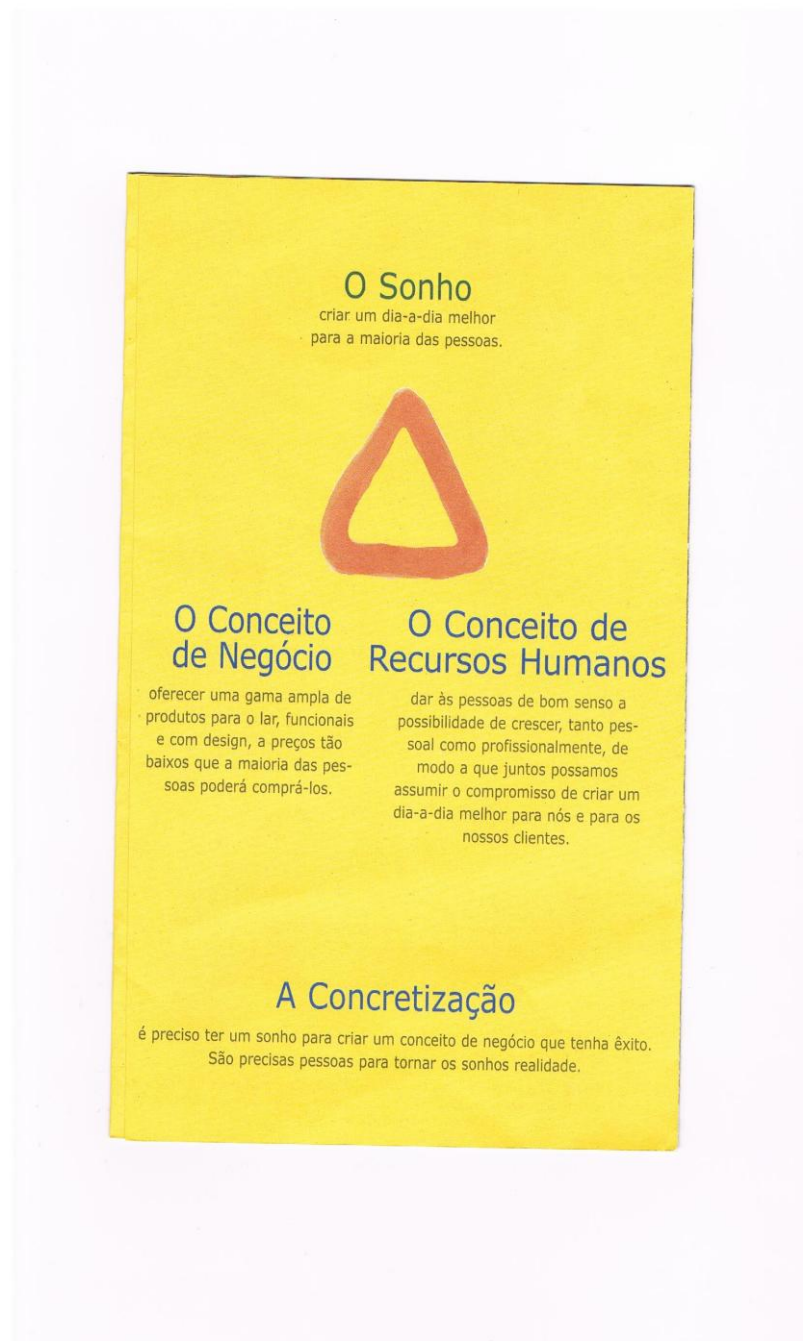 O Sonho
criar um dia-a-dia melhor
para a maioria das pessoas.
O Conceito
de Negócio
oferecer uma gama ampla de
produtos para o lar, funcionais
e com design, a preços tão
baixos que a maioria das pes-
soas poderá comprá-los.
O Conceito de
Recursos Humanos
dar às pessoas de bom senso a
possibilidade de crescer, tanto pes-
soal como profissionalmente, de
modo a que juntos possamos
assumir o compromisso de criar um
dia-a-dia melhor para nós e para os
nossos clientes.
A Concretização
é preciso ter um sonho para criar um conceito de negócio que tenha êxito.
São precisas pessoas para tornar os sonhos realidade.